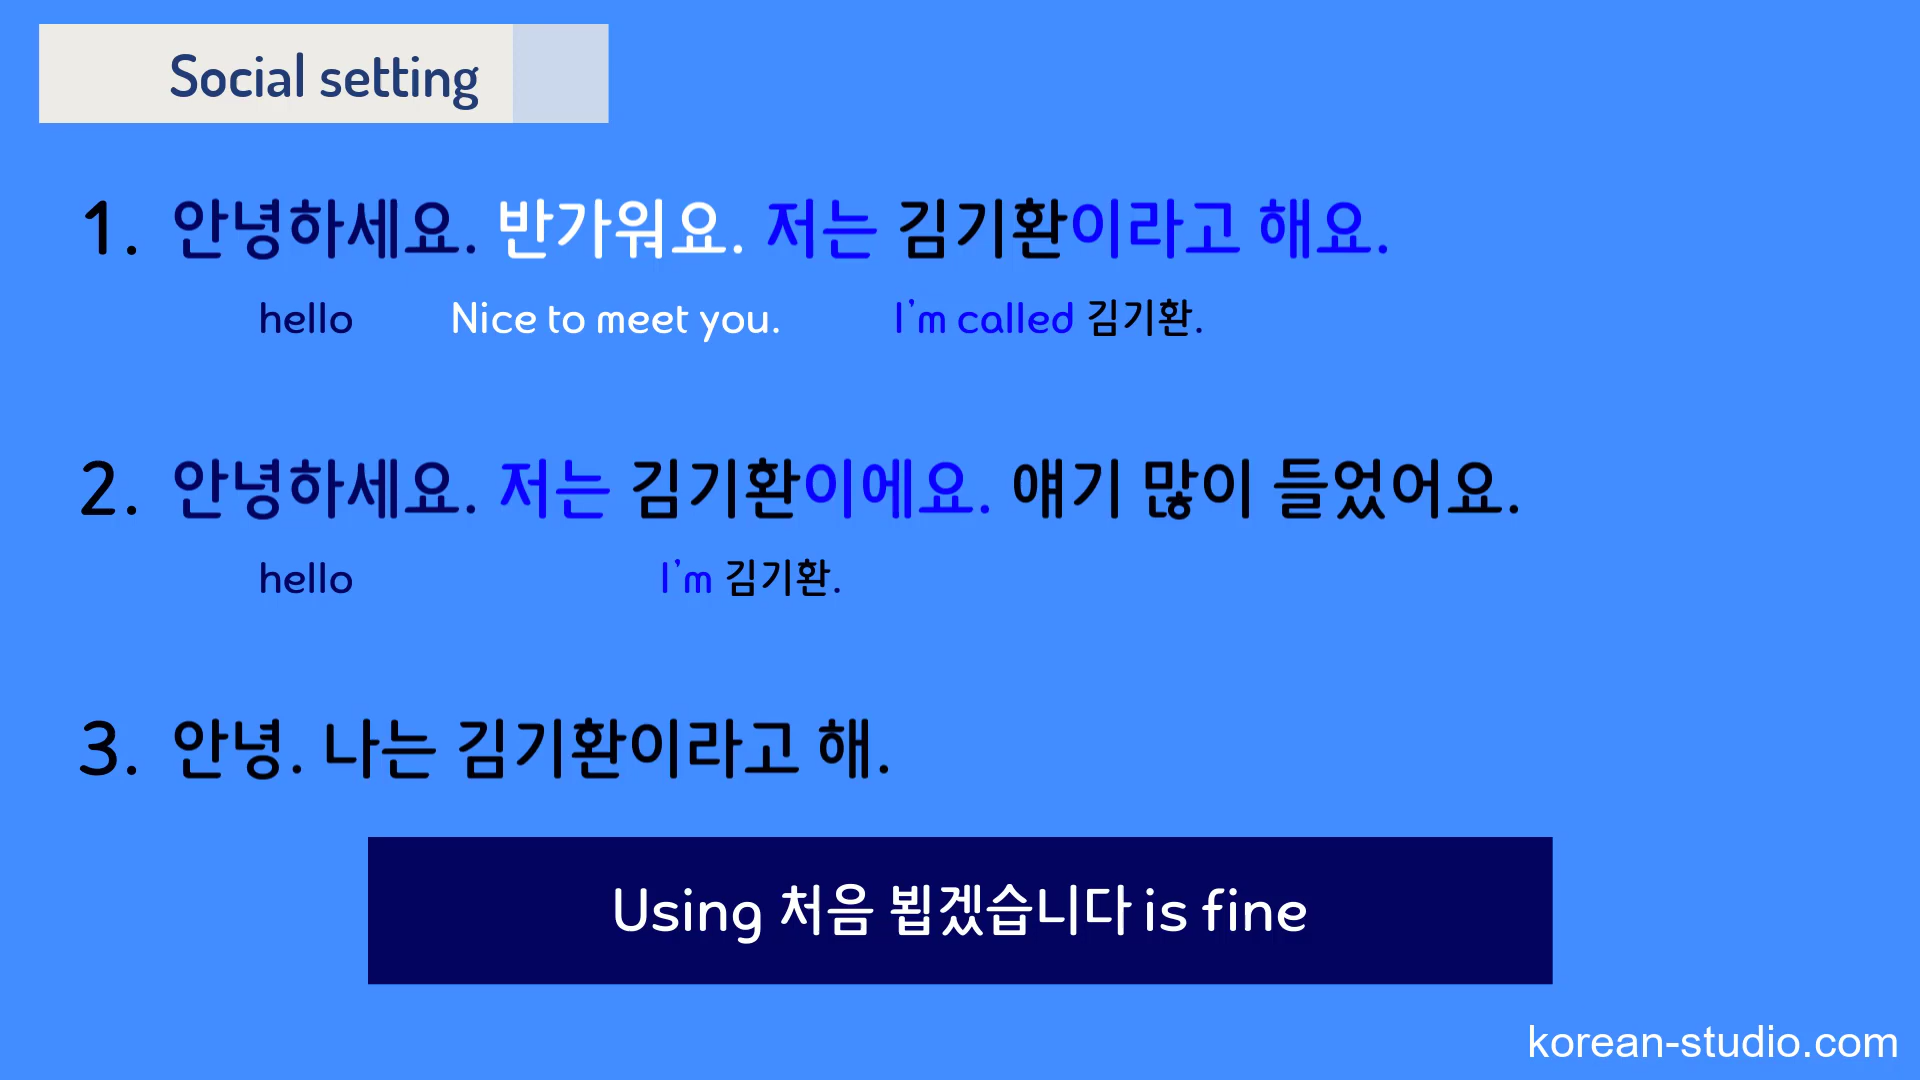 Social setting
1. 안녕하세요. 반가워요. 저는 김기환이라고 해요.
hello Nice to meet you. I'm called 김기환.
2. 안녕하세요. 저는 김기환이에요. 얘기 많이 들었어요.
hello I'm 김기환.
3. 안녕. 나는 김기환이라고 해.
Using 처음 뵙겠습니다 is fine
korean-studio.com